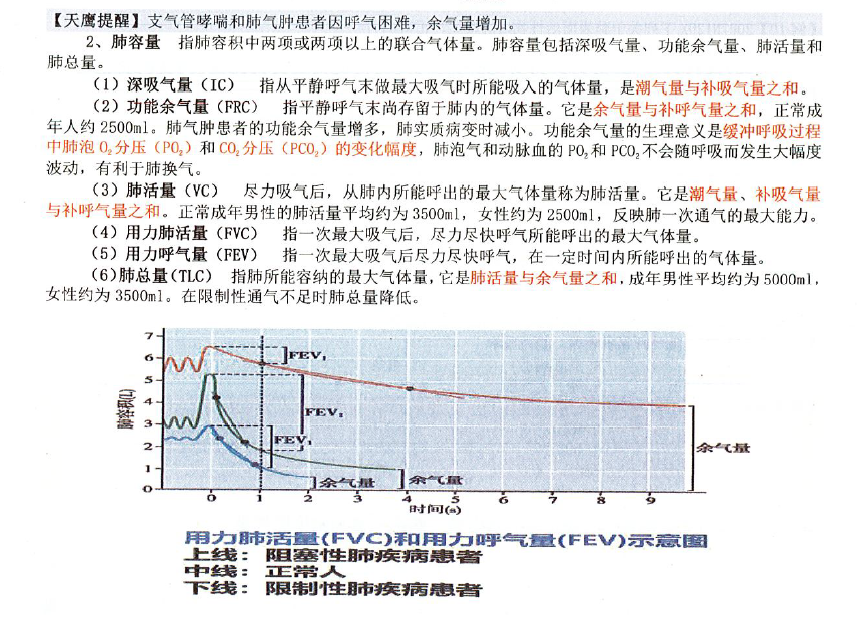 【天鹰提醒】支气管哮喘和肺气肿患者因呼气困难，余气量增加。
2、肺容量 指肺容积中两项或两项以上的联合气体量。肺容量包括深吸气量、功能余气量、肺活量和
肺总量。
（1）深吸气量（IC） 指从平静呼气末做最大吸气时所能吸入的气体量，是潮气量与补吸气量之和。
（2）功能余气量（FRC） 指平静呼气末尚存留于肺内的气体量。它是余气量与补呼气量之和，正常成
年人约 2500ml。肺气肿患者的功能余气量增多，肺实质病变时减小。功能余气量的生理意义是缓冲呼吸过程
中肺泡 O₂分压（PO₂）和 CO₂分压（PCO₂）的变化幅度，肺泡气和动脉血的 PO₂和 PCO₂不会随呼吸而发生大幅度
波动，有利于肺换气。
（3）肺活量（VC） 尽力吸气后，从肺内所能呼出的最大气体量称为肺活量。它是潮气量、补吸气量
与补呼气量之和。正常成年男性的肺活量平均约为 3500ml，女性约为 2500ml，反映肺一次通气的最大能力。
（4）用力肺活量（FVC） 指一次最大吸气后，尽力尽快呼气所能呼出的最大气体量。
（5）用力呼气量（FEV） 指一次最大吸气后尽力尽快呼气，在一定时间内所能呼出的气体量。
（6）肺总量（TLC） 指肺所能容纳的最大气体量，它是肺活量与余气量之和，成年男性平均约为 5000ml，
女性约为 3500ml。在限制性通气不足时肺总量降低。
7
6
5
4
3
2
1
0
肺容积(L)
FEV₁
FEV₁
FEV₁
余气量
余气量
余气量
0 1 2 3 4 5 6 7 8 9
时间(s)
用力肺活量(FVC)和用力呼气量(FEV)示意图
上线：阻塞性肺疾病患者
中线：正常人
下线：限制性肺疾病患者